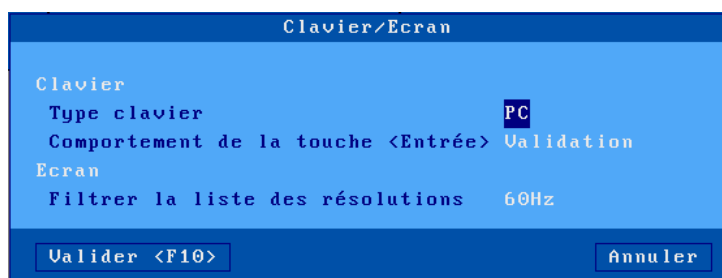 Clavier/Ecran
Clavier
Type clavier PC
Comportement de la touche <Entrée> Validation
Ecran
Filtrer la liste des résolutions 60Hz
Valider <F10> Annuler